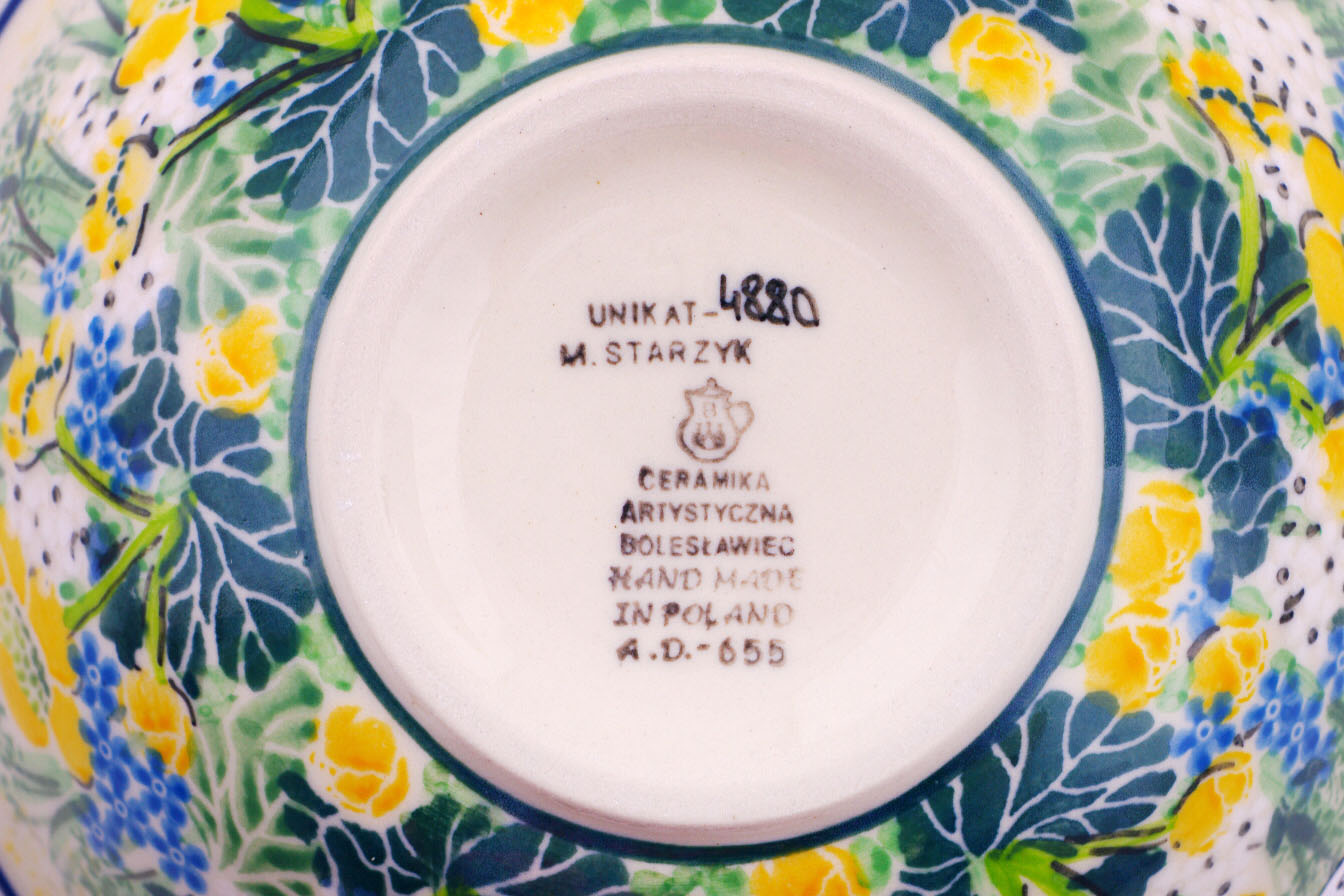 UNIKAT-4880
M. STARZYK
B
CERAMIKA
ARTYSTYCZNA
BOLESŁAWIEC
HAND MADE
IN POLAND
A.D.-655